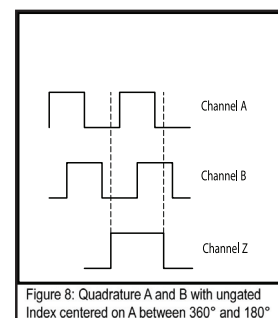 Channel A
Channel B
Channel Z
Figure 8: Quadrature A and B with ungated
Index centered on A between 360° and 180°